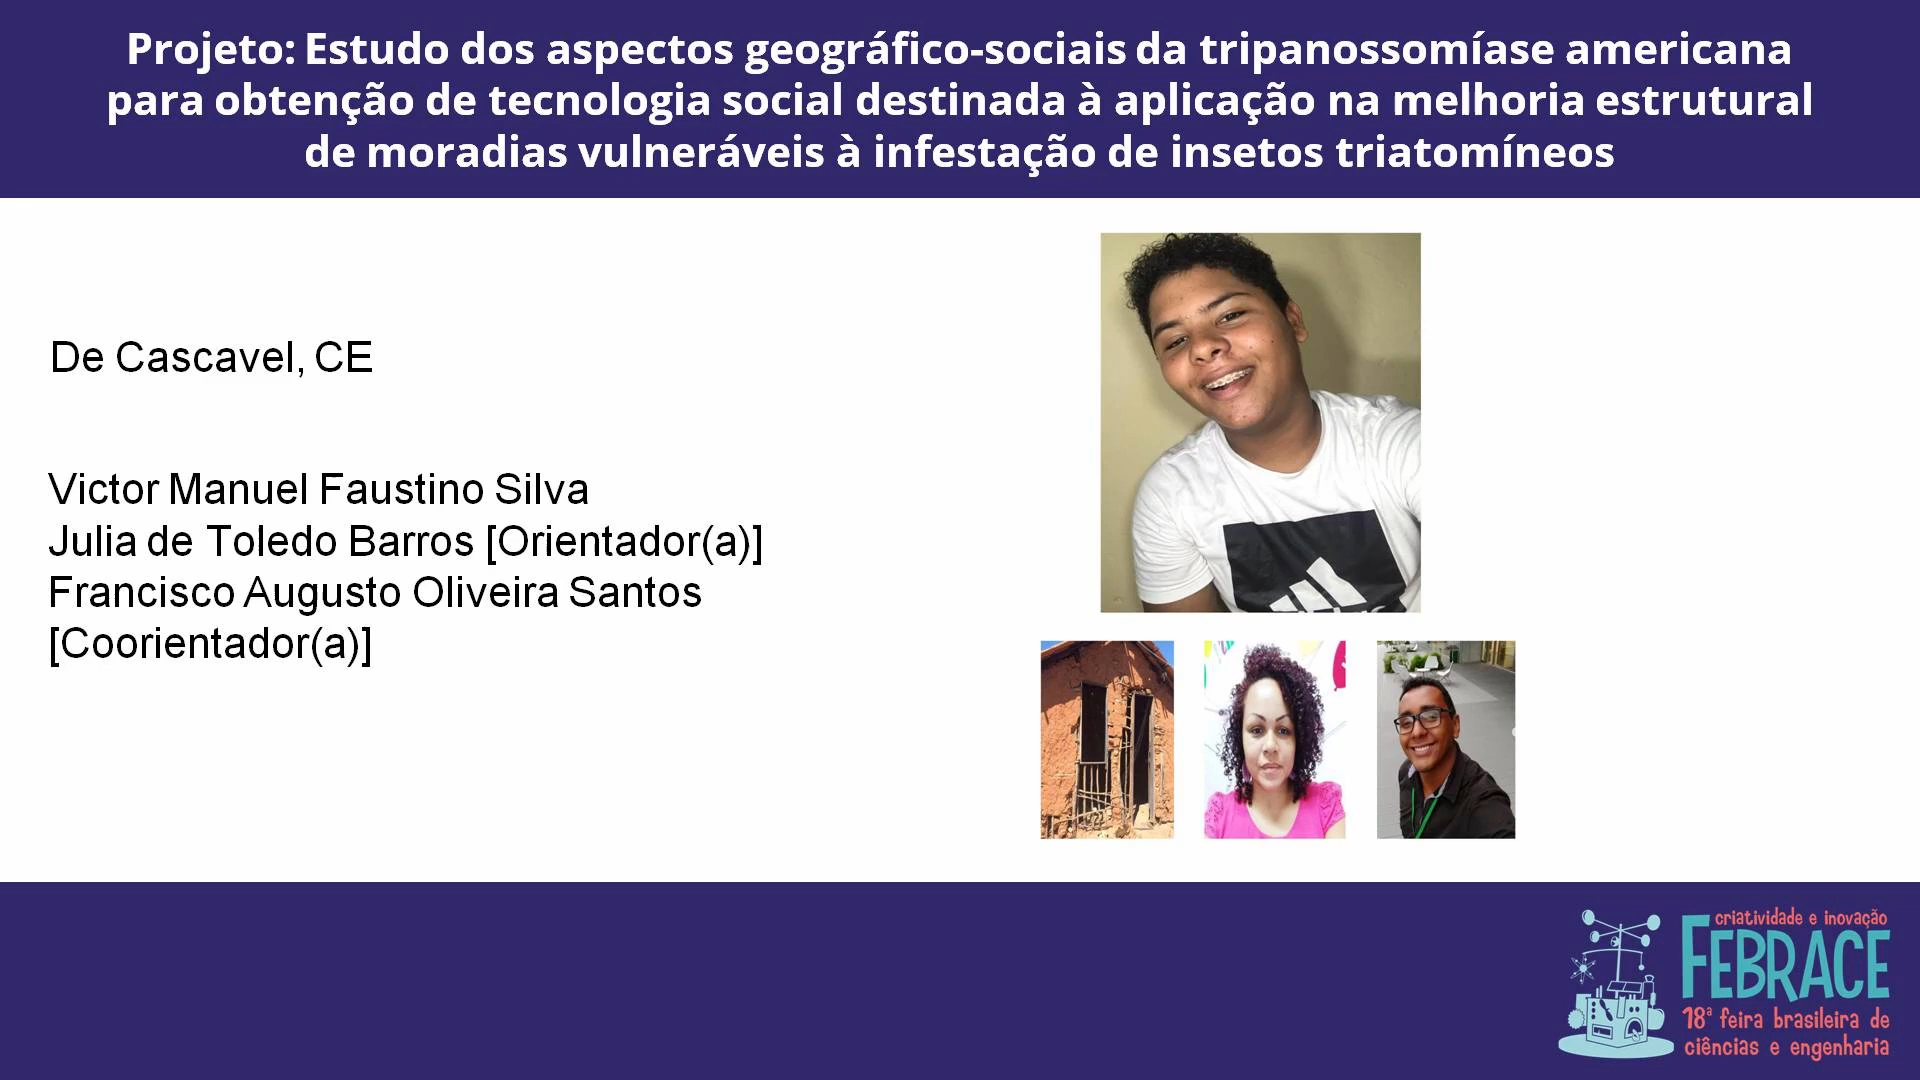 Projeto: Estudo dos aspectos geográfico-sociais da tripanossomíase americana
para obtenção de tecnologia social destinada à aplicação na melhoria estrutural
de moradias vulneráveis à infestação de insetos triatomíneos
De Cascavel, CE
Victor Manuel Faustino Silva
Julia de Toledo Barros [Orientador(a)]
Francisco Augusto Oliveira Santos
[Coorientador(a)]
criatividade e inovação
FEBRACE
18ª feira brasileira de
ciências e engenharia